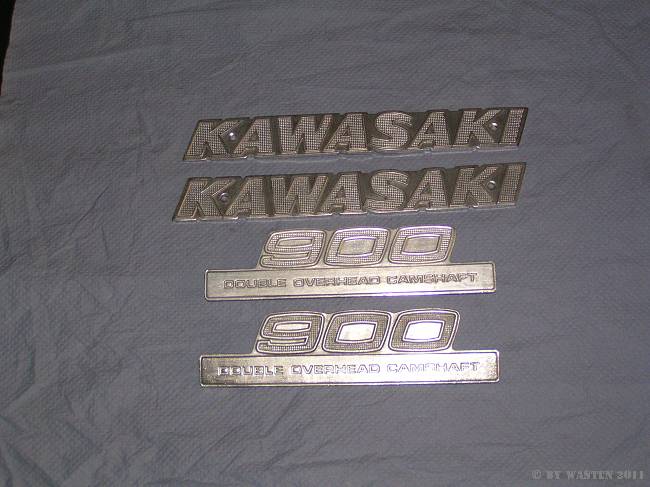 KAWASAKI
KAWASAKI
900
DOUBLE OVERHEAD CAMSHAFT
900
DOUBLE OVERHEAD CAMSHAFT
© BY WASTEN 2011